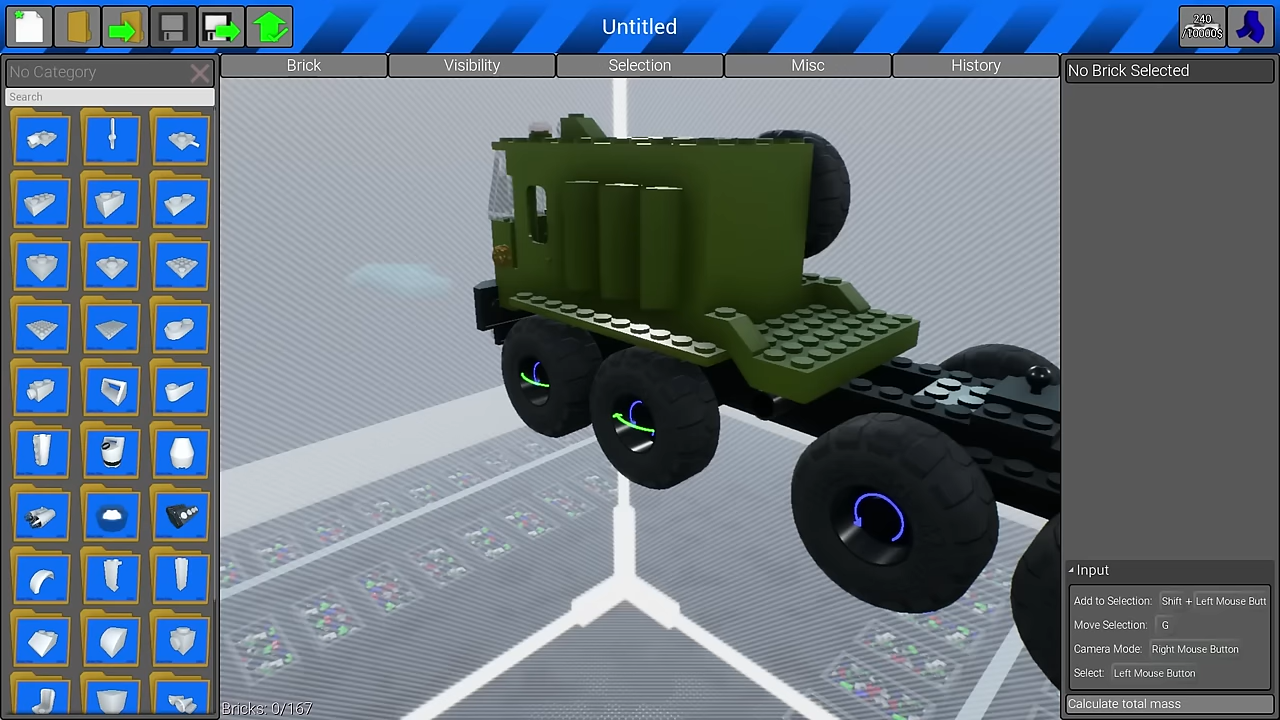 Untitled
240
/10000$
No Category
Search
Brick
Visibility
Selection
Misc
History
No Brick Selected
Input
Add to Selection: Shift + Left Mouse Butt
Move Selection: G
Camera Mode: Right Mouse Button
Select: Left Mouse Button
Calculate total mass
Bricks: 0/167